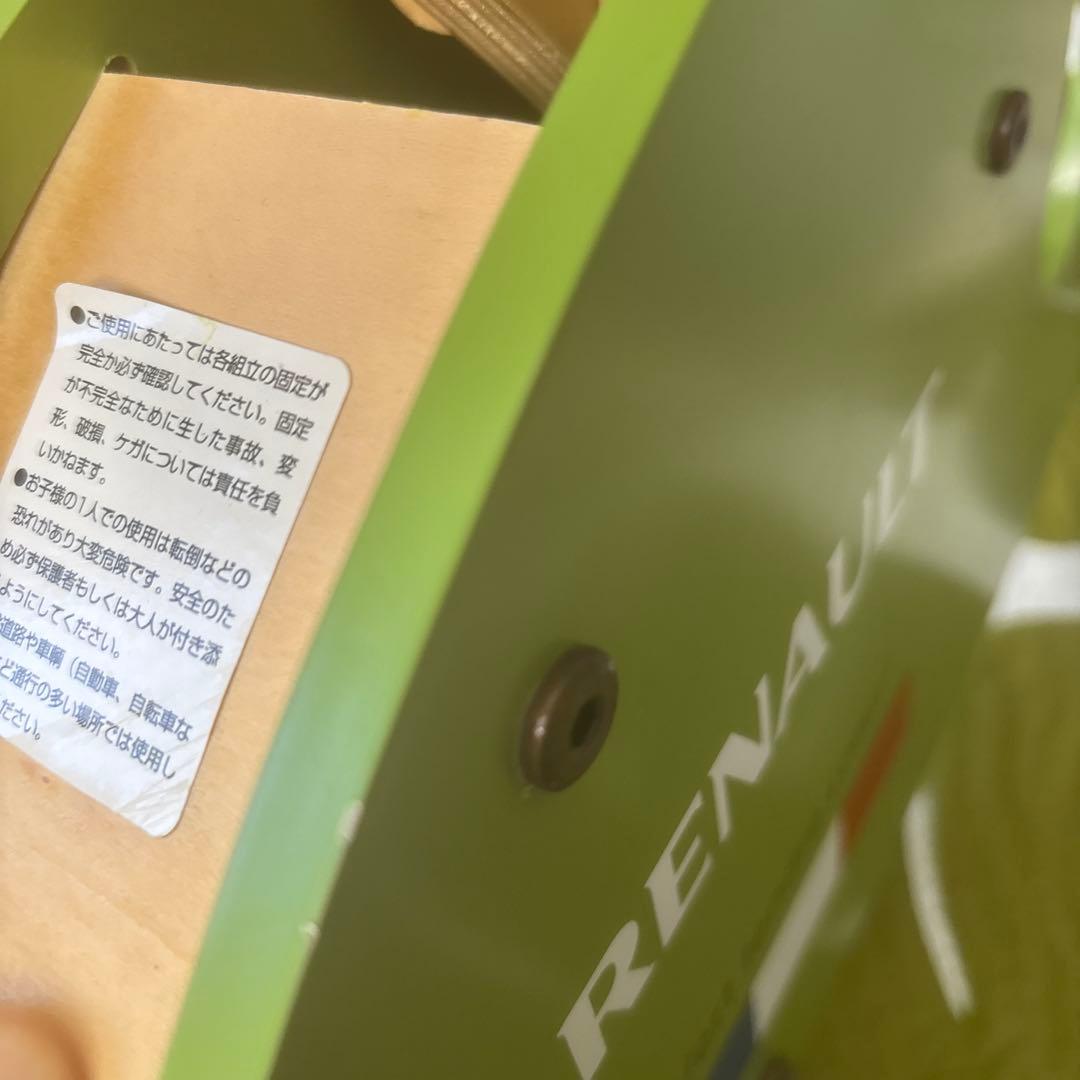 ●ご使用にあたっては各組立の固定が
完全か必ず確認してください。固定
が不完全なために生した事故、変
形、破損、ケガについては責任を負
いかねます。
●お子様の1人での使用は転倒などの
恐れがあり大変危険です。安全のた
め必ず保護者もしくは大人が付き添
ようにしてください。
道路や車輌（自動車、自転車な
ど通行の多い場所では使用し
ださい。
RENAULT